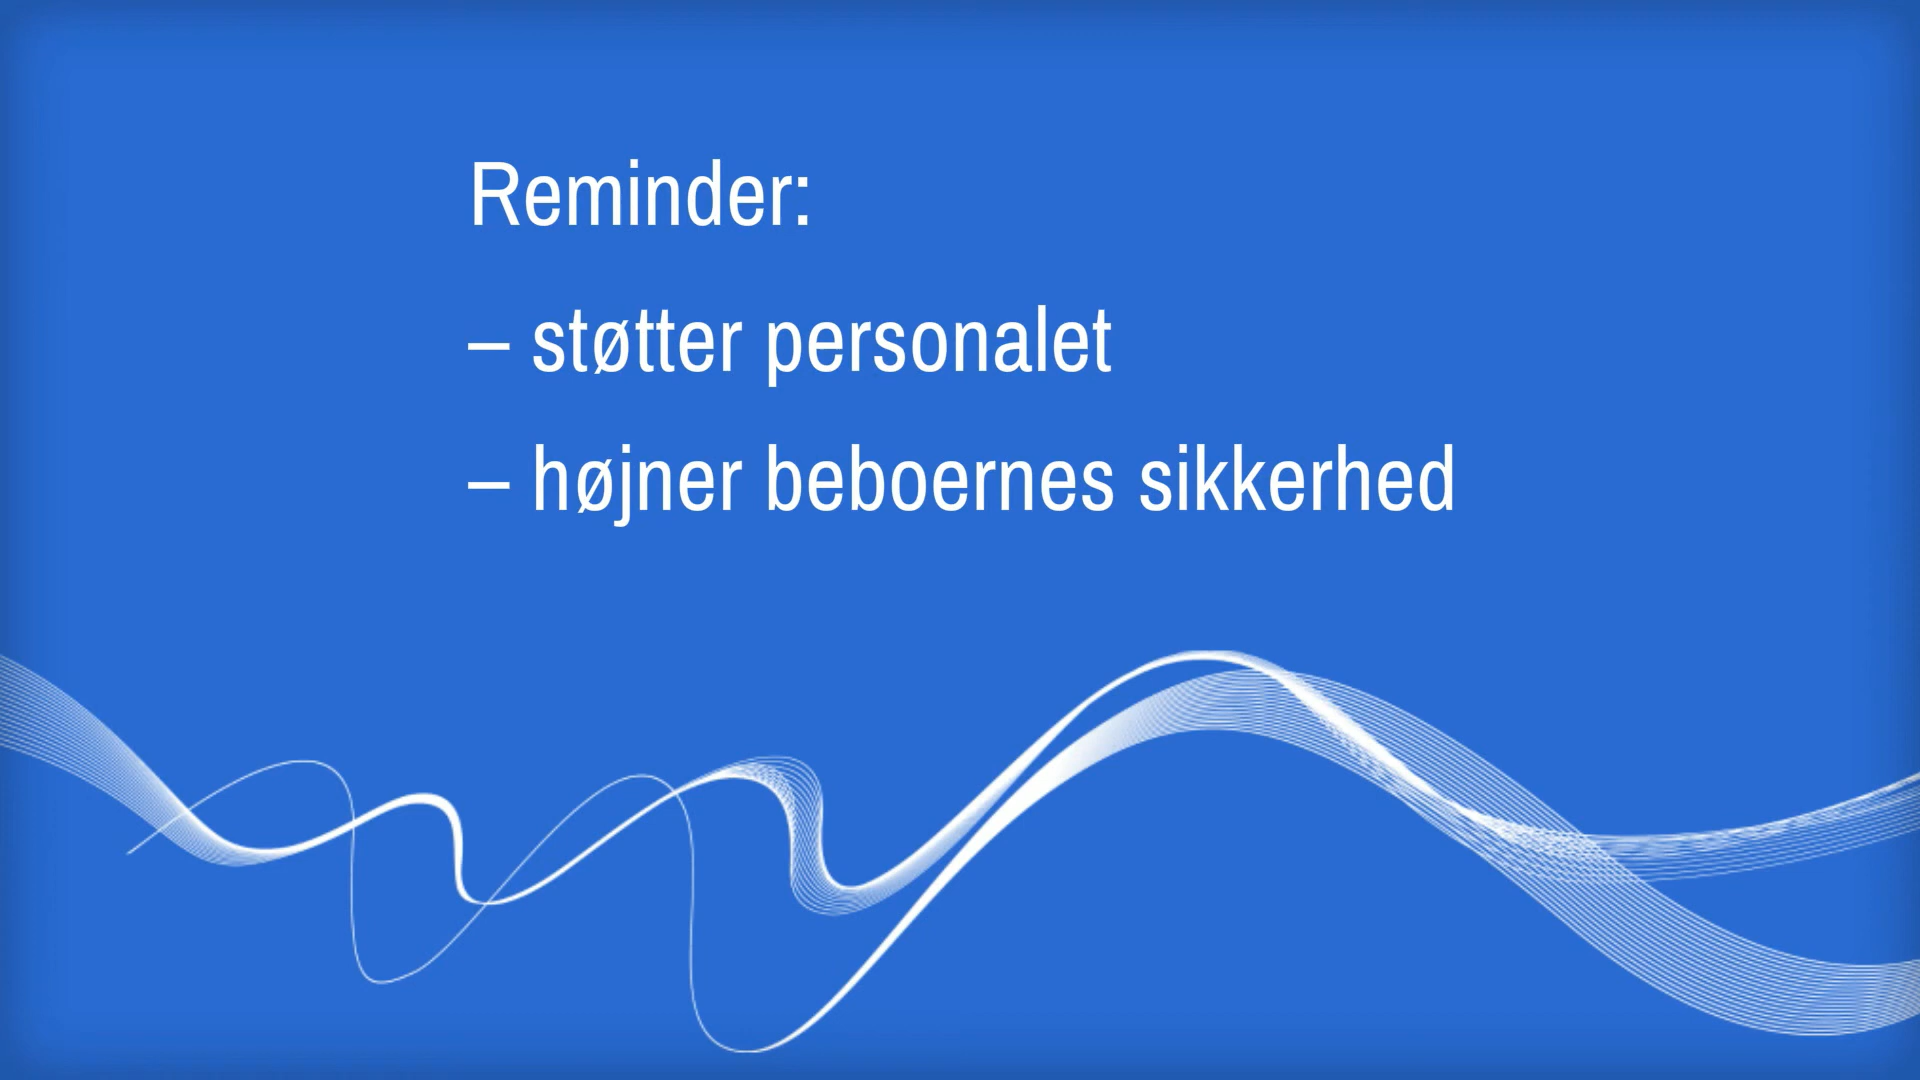 Reminder:
– støtter personalet
– højner beboernes sikkerhed